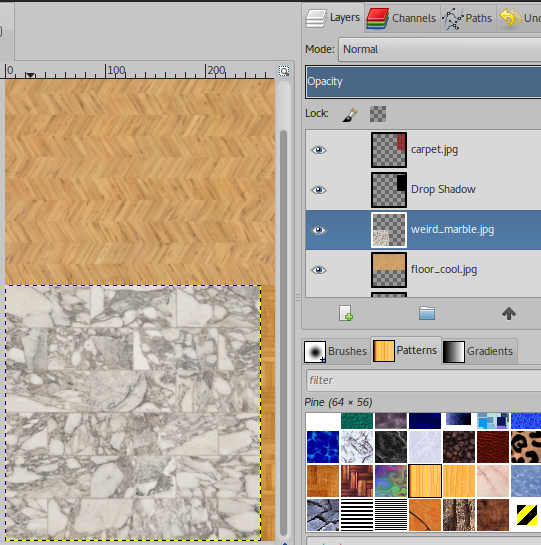 Layers Channels Paths Und
Mode: Normal
Opacity
0 100 200
Lock:
carpet.jpg
Drop Shadow
weird_marble.jpg
floor_cool.jpg
Brushes Patterns Gradients
filter
Pine (64 × 56)